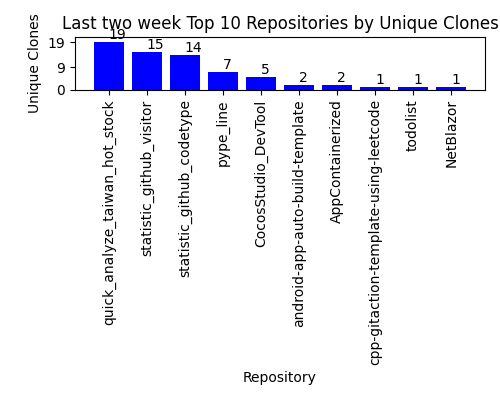 Last two week Top 10 Repositories by Unique Clones
Unique Clones
19
9
0
19
15
14
7
5
2
2
1
1
1
quick_analyze_taiwan_hot_stock
statistic_github_visitor
statistic_github_codetype
pype_line
CocosStudio_DevTool
android-app-auto-build-template
AppContainerized
cpp-gitaction-template-using-leetcode
todolist
NetBlazor
Repository